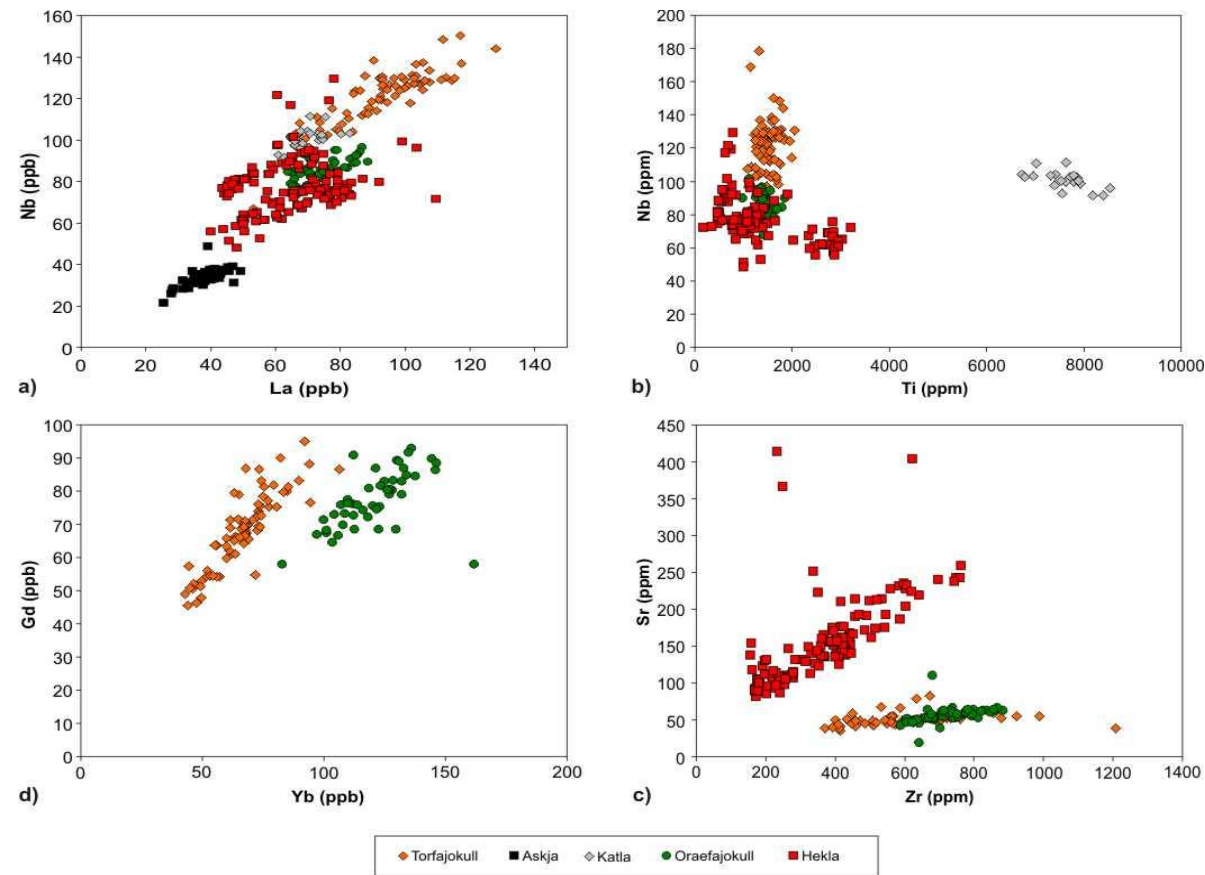 160
140
120
100
80
60
40
20
0
Nb (ppb)
0 20 40 60 80 100 120 140
a)
La (ppb)
200
180
160
140
120
100
80
60
40
20
0
Nb (ppm)
0 2000 4000 6000 8000 10000
b)
Ti (ppm)
100
90
80
70
60
50
40
30
20
10
0
Gd (ppb)
0 50 100 150 200
d)
Yb (ppb)
450
400
350
300
250
200
150
100
50
0
Sr (ppm)
0 200 400 600 800 1000 1200 1400
c)
Zr (ppm)
Torfajokull Askja Katla Oraefajokull Hekla